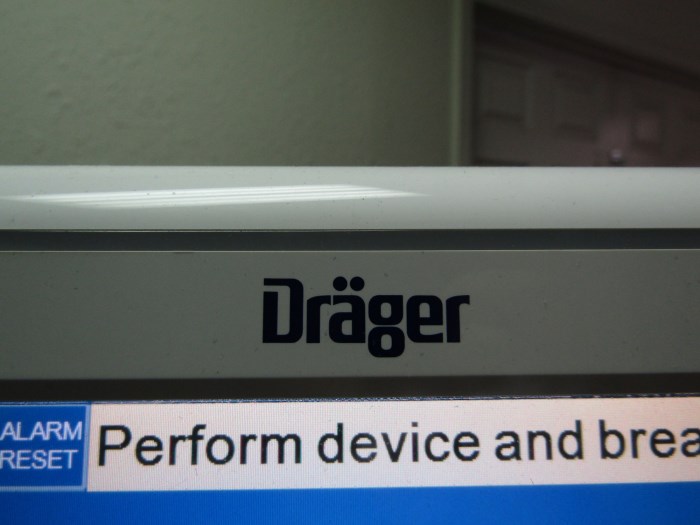 Dräger
ALARM
RESET
Perform device and brea